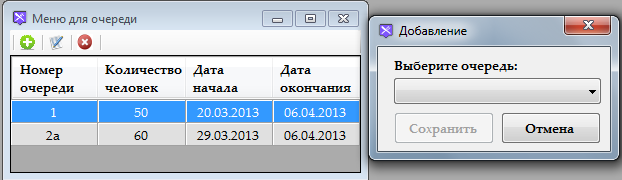 Меню для очереди
Номер очереди Количество человек Дата начала Дата окончания
1 50 20.03.2013 06.04.2013
2а 60 29.03.2013 06.04.2013
Добавление
Выберите очередь:
Сохранить Отмена